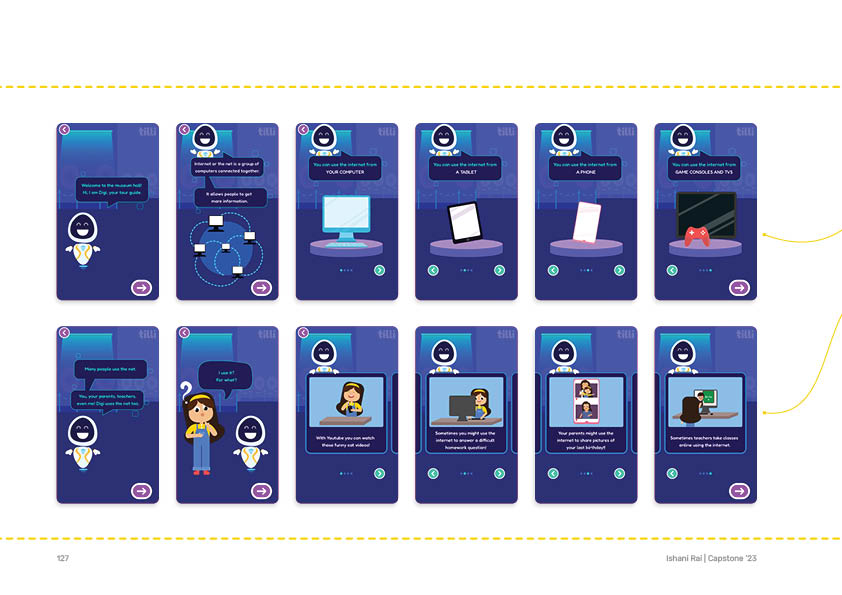 tilli
Welcome to the museum hall!
Hi, I am Digi, your tour guide.
tilli
Internet or the net is a group of
computers connected together.
It allows people to get
more information.
tilli
You can use the internet from
YOUR COMPUTER
tilli
You can use the internet from
A TABLET
tilli
You can use the internet from
A PHONE
tilli
You can use the internet from
GAME CONSOLES AND TVS
tilli
Many people use the net.
You, your parents, teachers,
even me! Digi uses the net too.
tilli
I use it?
For what?
?
tilli
With Youtube you can watch
those funny cat videos!
tilli
Sometimes you might use the
internet to answer a difficult
homework question!
tilli
Your parents might use the
internet to share pictures of
your last birthday!
tilli
Sometimes teachers take classes
online using the internet.
127
Ishani Rai | Capstone '23